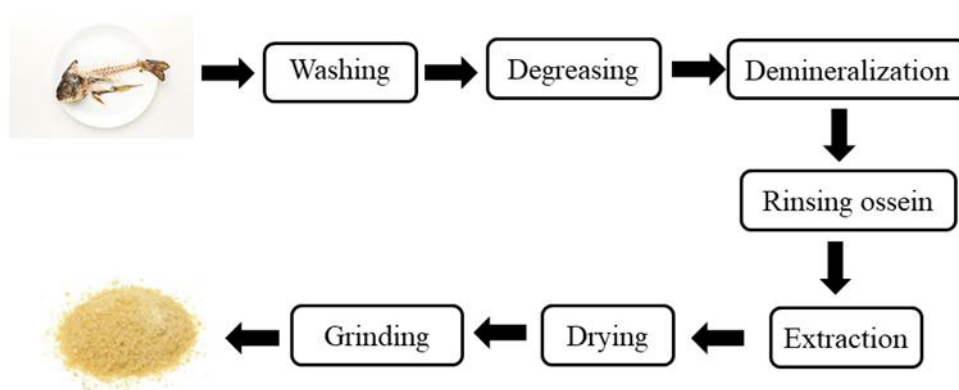 Washing
Degreasing
Demineralization
Rinsing ossein
Extraction
Drying
Grinding